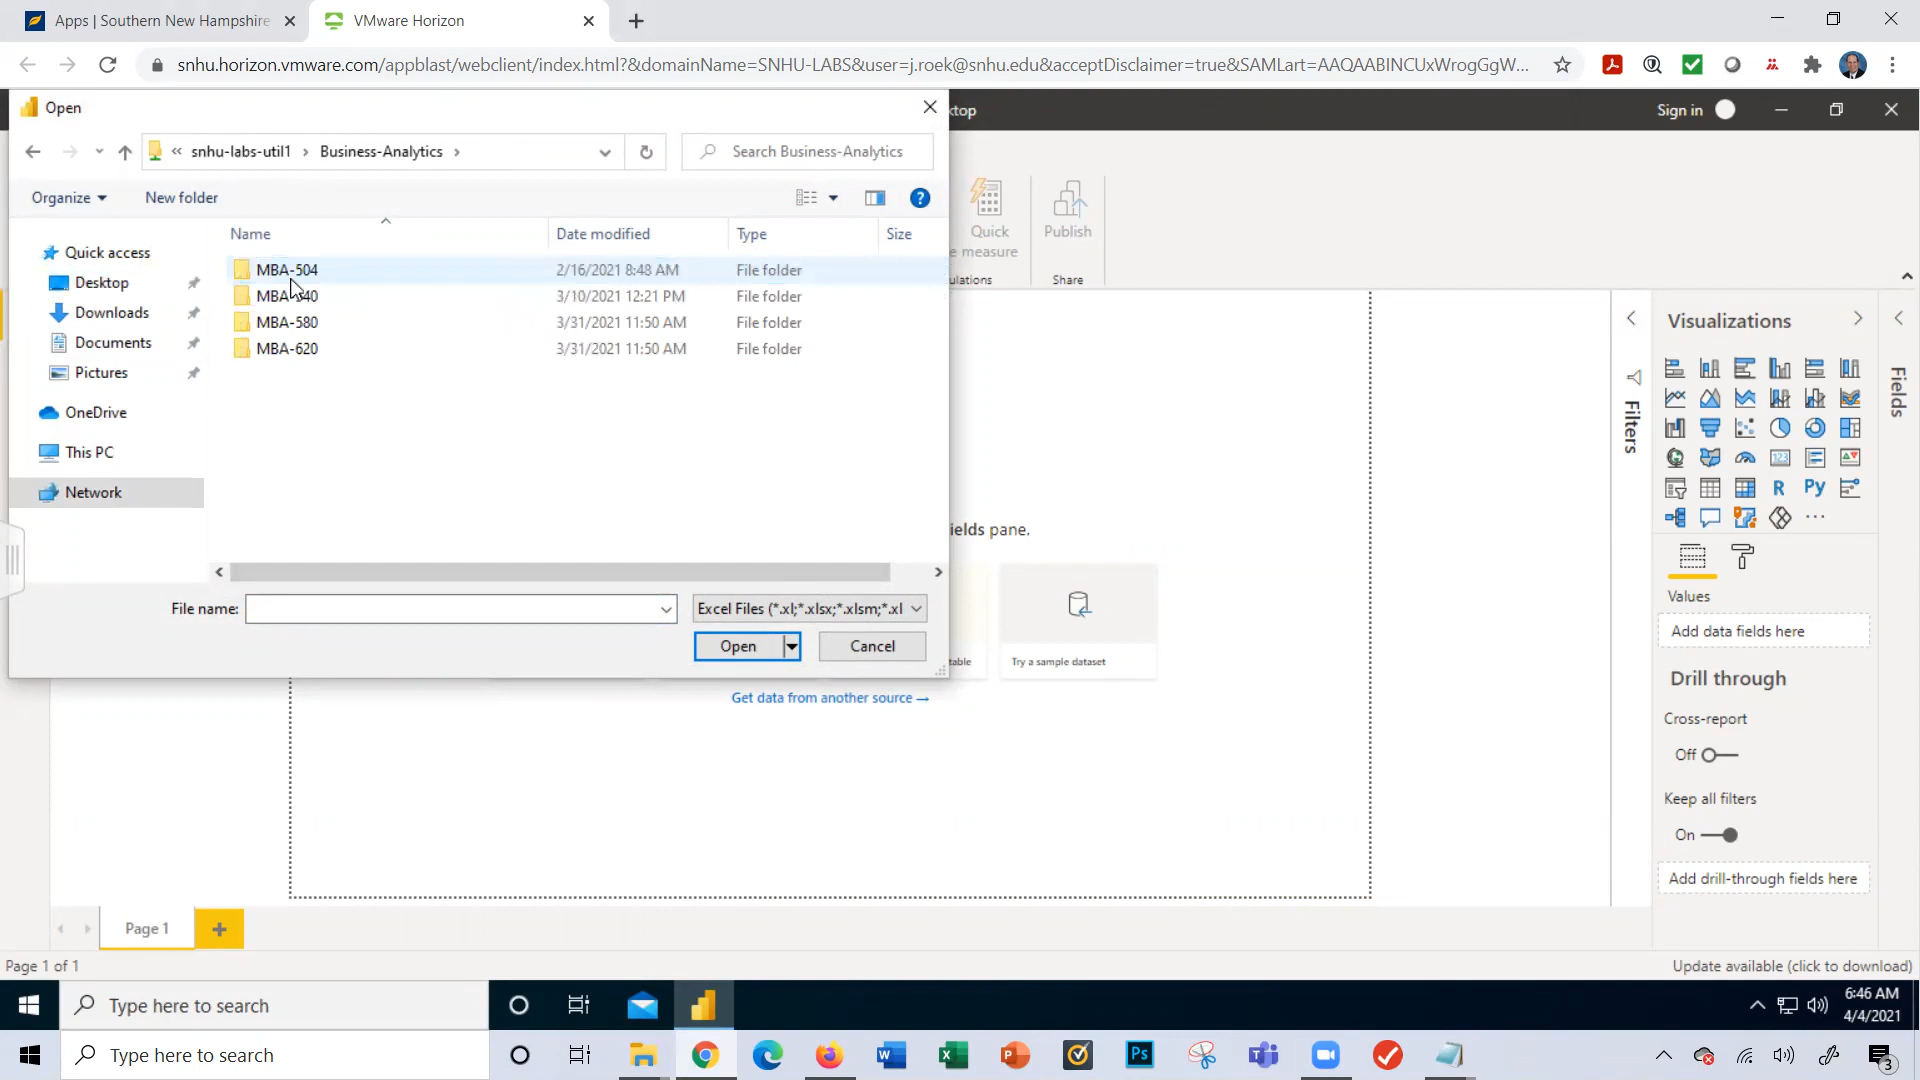 Apps | Southern New Hampshire
VMware Horizon
snhu.horizon.vmware.com/appblast/webclient/index.html?&domainName=SNHU-LABS&user=j.roek@snhu.edu&acceptDisclaimer=true&SAMLart=AAQAABINCUxWrogGgW...
Open
ktop
Sign in
« snhu-labs-util1 › Business-Analytics ›
Search Business-Analytics
Organize
New folder
Name
Date modified
Type
Size
Quick access
Desktop
Downloads
Documents
Pictures
OneDrive
This PC
Network
MBA-504 2/16/2021 8:48 AM File folder
MBA-540 3/10/2021 12:21 PM File folder
MBA-580 3/31/2021 11:50 AM File folder
MBA-620 3/31/2021 11:50 AM File folder
File name:
Excel Files (*.xl;*.xlsx;*.xlsm;*.xl
Open
Cancel
Quick
e measure
Publish
ulations
Share
ields pane.
table
Try a sample dataset
Get data from another source →
Filters
Visualizations
Fields
123
R
Py
...
Values
Add data fields here
Drill through
Cross-report
Off
Keep all filters
On
Add drill-through fields here
Page 1
+
Page 1 of 1
Update available (click to download)
Type here to search
6:46 AM
4/4/2021
Type here to search
Ps
3